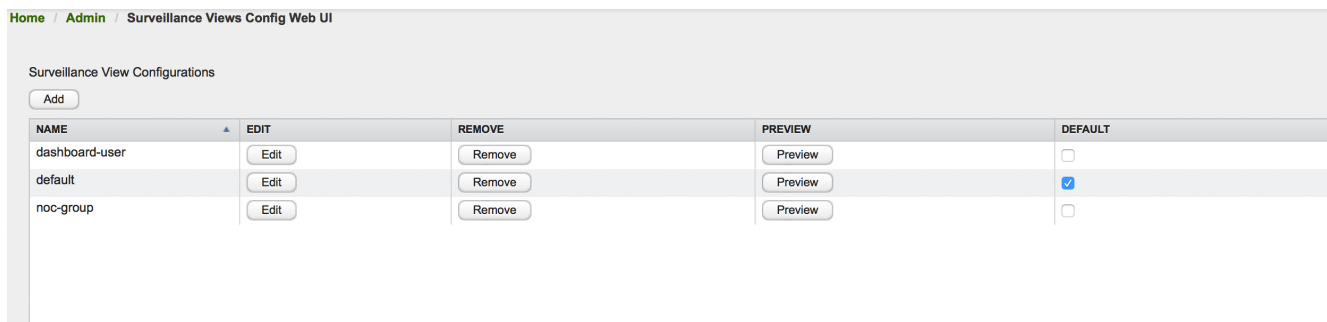 Home / Admin / Surveillance Views Config Web UI
Surveillance View Configurations
Add
NAME EDIT REMOVE PREVIEW DEFAULT
dashboard-user Edit Remove Preview
default Edit Remove Preview
noc-group Edit Remove Preview